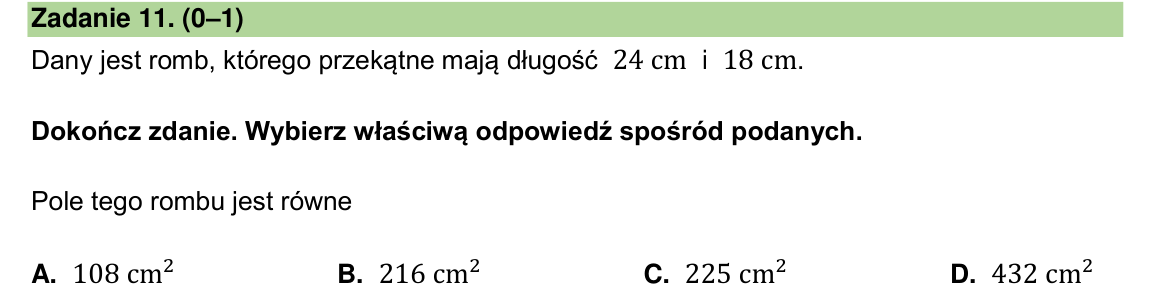 Zadanie 11. (0–1)
Dany jest romb, którego przekątne mają długość 24 cm i 18 cm.
Dokończ zdanie. Wybierz właściwą odpowiedź spośród podanych.
Pole tego rombu jest równe
A. 108 cm² B. 216 cm² C. 225 cm² D. 432 cm²